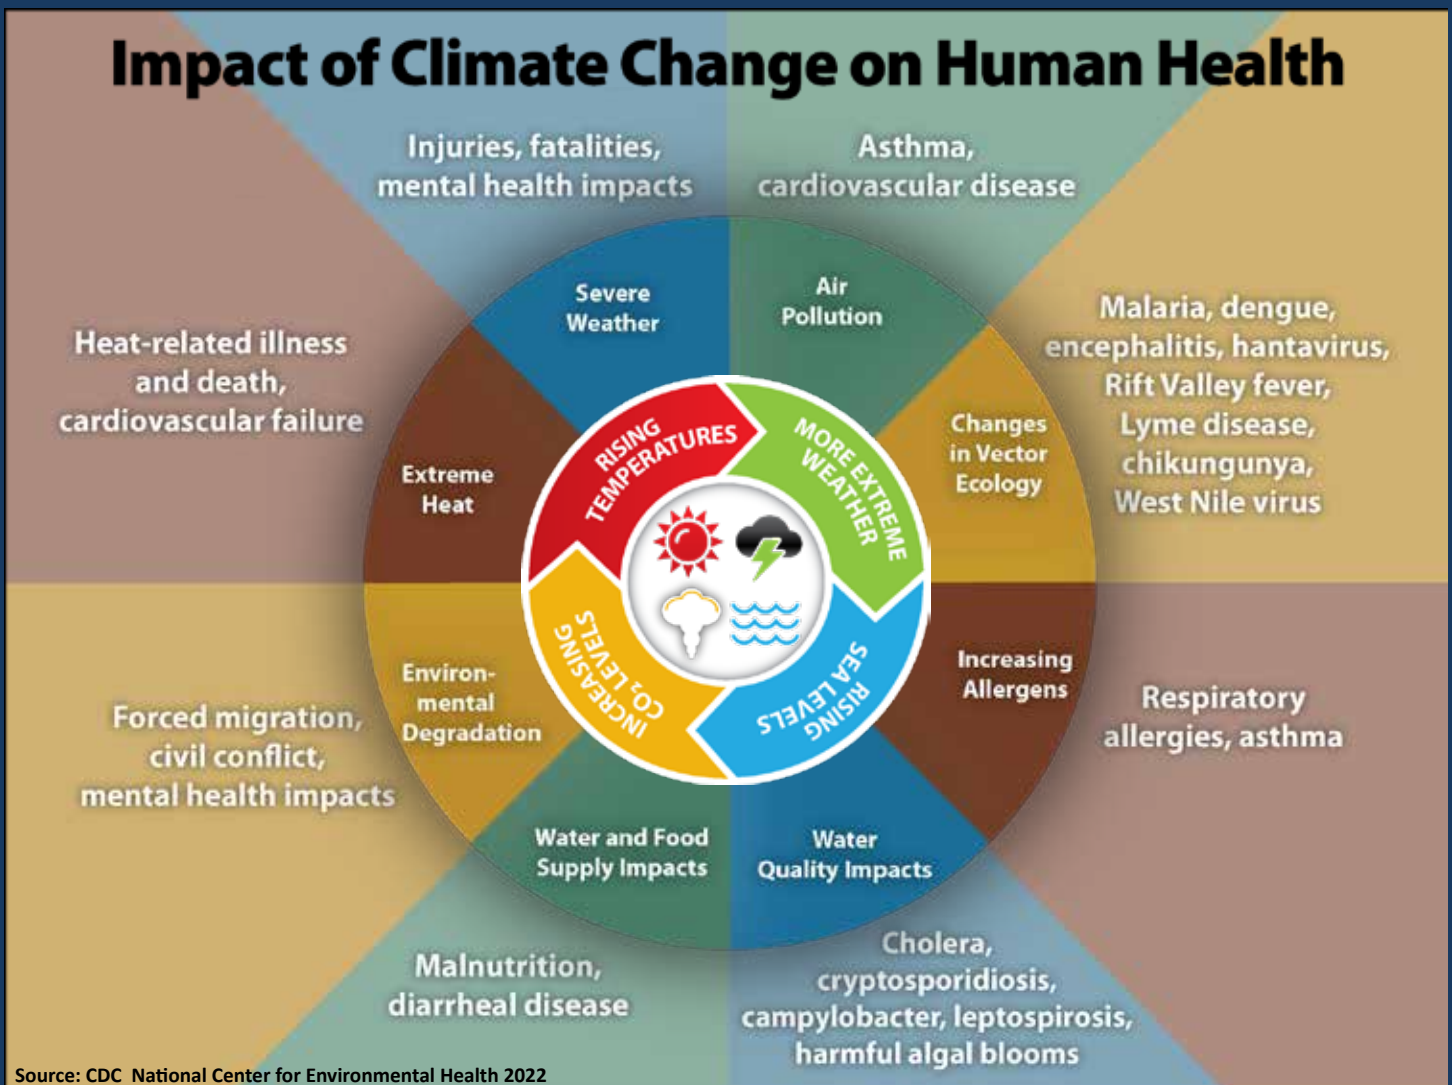 Impact of Climate Change on Human Health
Injuries, fatalities,
mental health impacts
Asthma,
cardiovascular disease
Severe
Weather
Air
Pollution
Malaria, dengue,
encephalitis, hantavirus,
Rift Valley fever,
Lyme disease,
chikungunya,
West Nile virus
Heat-related illness
and death,
cardiovascular failure
Extreme
Heat
Changes
in Vector
Ecology
RISING
TEMPERATURES
MORE EXTREME
WEATHER
INCREASING
CO₂ LEVELS
RISING
SEA LEVELS
Environ-
mental
Degradation
Increasing
Allergens
Forced migration,
civil conflict,
mental health impacts
Respiratory
allergies, asthma
Water and Food
Supply Impacts
Water
Quality Impacts
Malnutrition,
diarrheal disease
Cholera,
cryptosporidiosis,
campylobacter, leptospirosis,
harmful algal blooms
Source: CDC National Center for Environmental Health 2022